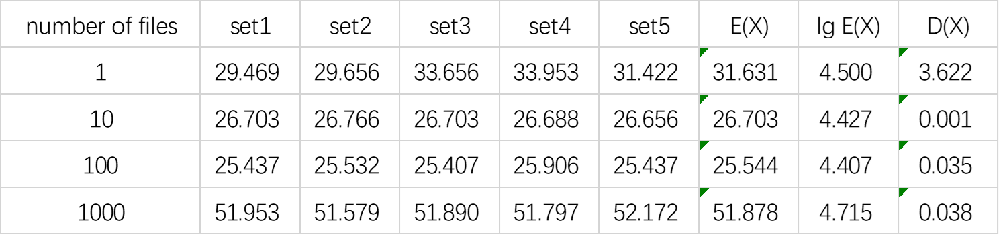 number of files set1 set2 set3 set4 set5 E(X) lg E(X) D(X)
1 29.469 29.656 33.656 33.953 31.422 31.631 4.500 3.622
10 26.703 26.766 26.703 26.688 26.656 26.703 4.427 0.001
100 25.437 25.532 25.407 25.906 25.437 25.544 4.407 0.035
1000 51.953 51.579 51.890 51.797 52.172 51.878 4.715 0.038